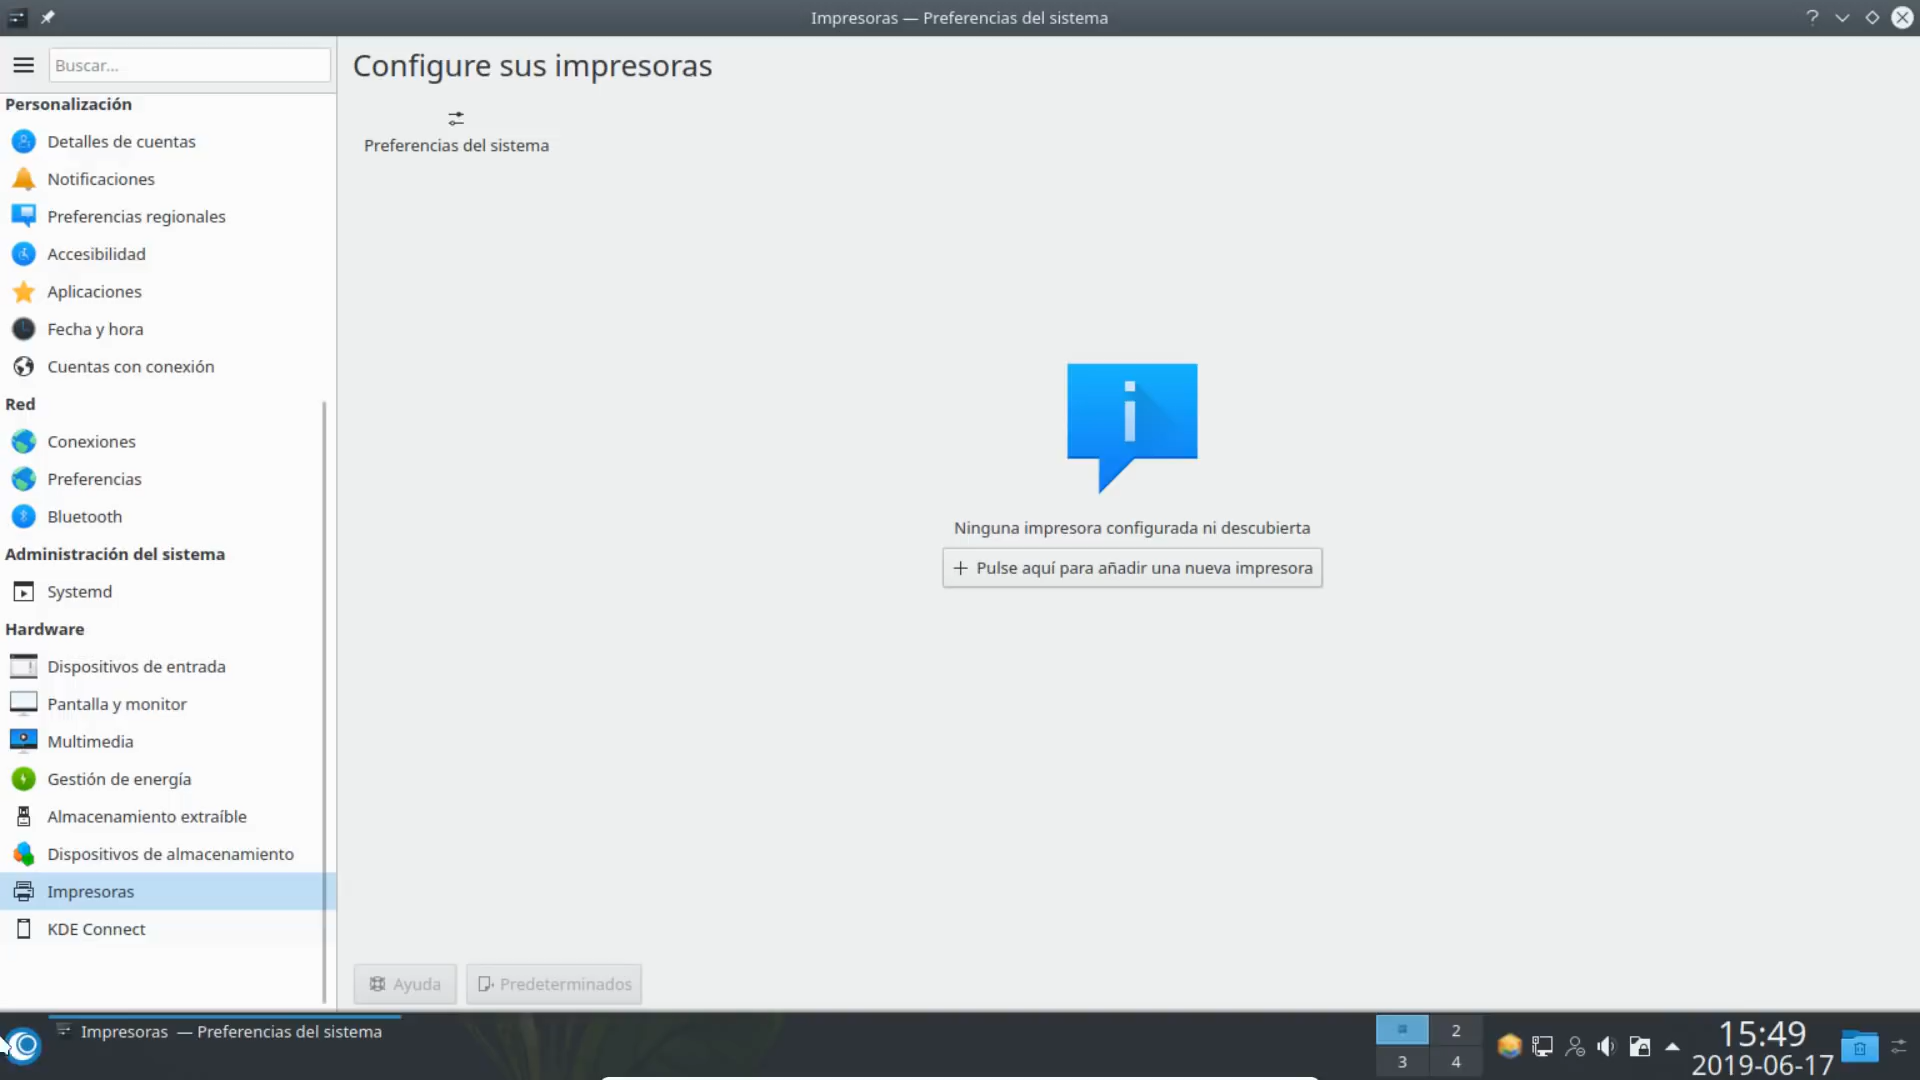 Impresoras — Preferencias del sistema
Buscar...
Configure sus impresoras
Preferencias del sistema
Personalización
Detalles de cuentas
Notificaciones
Preferencias regionales
Accesibilidad
Aplicaciones
Fecha y hora
Cuentas con conexión
Red
Conexiones
Preferencias
Bluetooth
Administración del sistema
Systemd
Hardware
Dispositivos de entrada
Pantalla y monitor
Multimedia
Gestión de energía
Almacenamiento extraíble
Dispositivos de almacenamiento
Impresoras
KDE Connect
Ninguna impresora configurada ni descubierta
Pulse aquí para añadir una nueva impresora
Ayuda
Predeterminados
Impresoras — Preferencias del sistema
2
3
4
15:49
2019-06-17